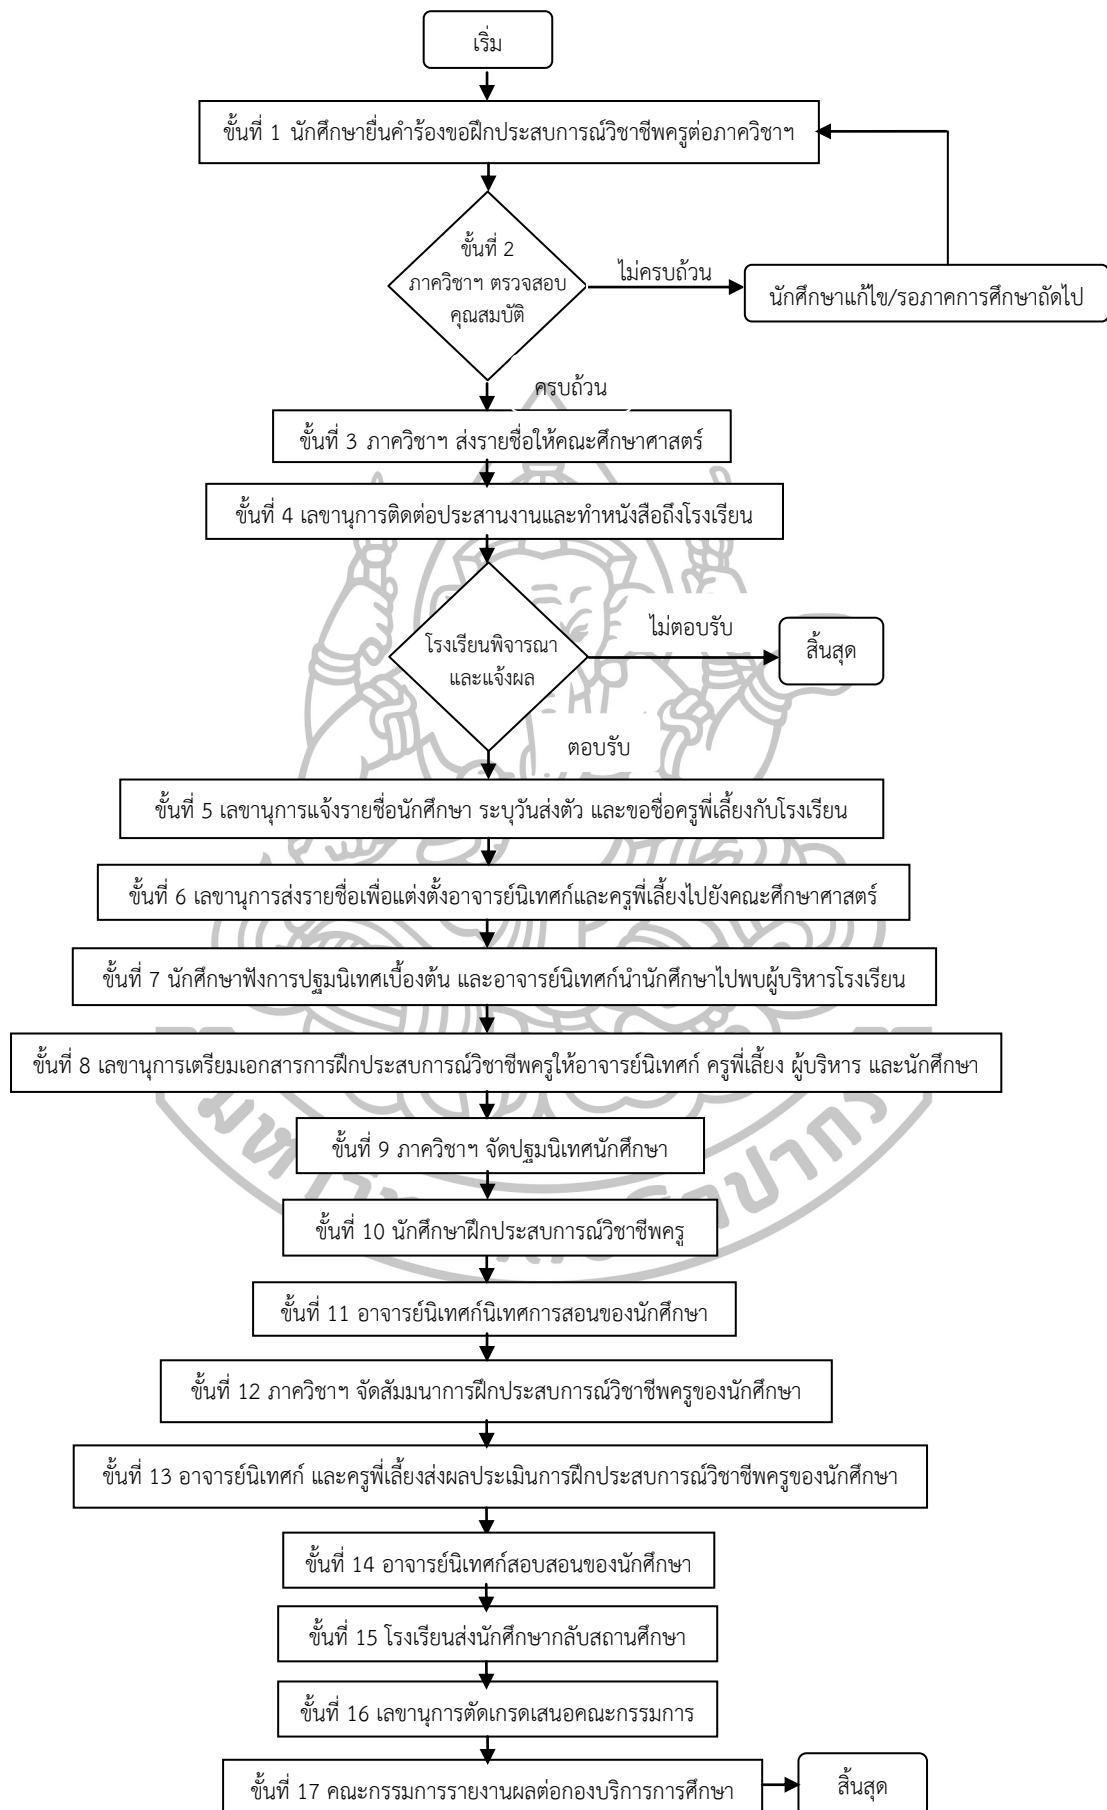 เริ่ม
ขั้นที่ 1 นักศึกษายื่นคำร้องขอฝึกประสบการณ์วิชาชีพครูต่อภาควิชาฯ
ขั้นที่ 2
ภาควิชาฯ ตรวจสอบ
คุณสมบัติ
ไม่ครบถ้วน
นักศึกษาแก้ไข/รอภาคการศึกษาถัดไป
ครบถ้วน
ขั้นที่ 3 ภาควิชาฯ ส่งรายชื่อให้คณะศึกษาศาสตร์
ขั้นที่ 4 เลขานุการติดต่อประสานงานและทำหนังสือถึงโรงเรียน
โรงเรียนพิจารณา
และแจ้งผล
ไม่ตอบรับ
สิ้นสุด
ตอบรับ
ขั้นที่ 5 เลขานุการแจ้งรายชื่อนักศึกษา ระบุวันส่งตัว และขอชื่อครูพี่เลี้ยงกับโรงเรียน
ขั้นที่ 6 เลขานุการส่งรายชื่อเพื่อแต่งตั้งอาจารย์นิเทศก์และครูพี่เลี้ยงไปยังคณะศึกษาศาสตร์
ขั้นที่ 7 นักศึกษาฟังการปฐมนิเทศเบื้องต้น และอาจารย์นิเทศก์นำนักศึกษาไปพบผู้บริหารโรงเรียน
ขั้นที่ 8 เลขานุการเตรียมเอกสารการฝึกประสบการณ์วิชาชีพครูให้อาจารย์นิเทศก์ ครูพี่เลี้ยง ผู้บริหาร และนักศึกษา
ขั้นที่ 9 ภาควิชาฯ จัดปฐมนิเทศนักศึกษา
ขั้นที่ 10 นักศึกษาฝึกประสบการณ์วิชาชีพครู
ขั้นที่ 11 อาจารย์นิเทศก์นิเทศการสอนของนักศึกษา
ขั้นที่ 12 ภาควิชาฯ จัดสัมมนาการฝึกประสบการณ์วิชาชีพครูของนักศึกษา
ขั้นที่ 13 อาจารย์นิเทศก์ และครูพี่เลี้ยงส่งผลประเมินการฝึกประสบการณ์วิชาชีพครูของนักศึกษา
ขั้นที่ 14 อาจารย์นิเทศก์สอบสอนของนักศึกษา
ขั้นที่ 15 โรงเรียนส่งนักศึกษากลับสถานศึกษา
ขั้นที่ 16 เลขานุการตัดเกรดเสนอคณะกรรมการ
ขั้นที่ 17 คณะกรรมการรายงานผลต่อกองบริการการศึกษา
สิ้นสุด